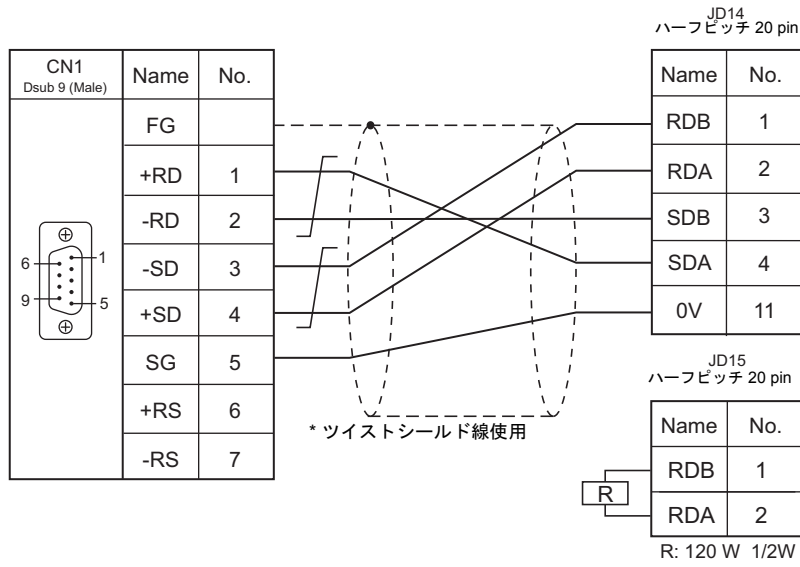 JD14
ハーフピッチ 20 pin
CN1
Dsub 9 (Male)
Name No.
FG
+RD 1
-RD 2
-SD 3
+SD 4
SG 5
+RS 6
-RS 7
6
1
9
5
* ツイストシールド線使用
Name No.
RDB 1
RDA 2
SDB 3
SDA 4
0V 11
JD15
ハーフピッチ 20 pin
Name No.
RDB 1
RDA 2
R
R: 120 W 1/2W